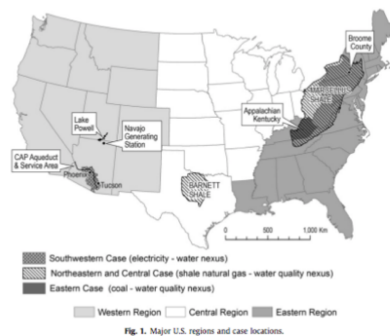 Broome
County
MARCELLUS
SHALE
Appalachian
Kentucky
Lake
Powell
Navajo
Generating
Station
CAP Aqueduct
& Service Area
Phoenix
Tucson
BARNETT
SHALE
0 500 1,000 Km
Southwestern Case (electricity - water nexus)
Northeastern and Central Case (shale natural gas - water quality nexus)
Eastern Case (coal - water quality nexus)
Western Region Central Region Eastern Region
Fig. 1. Major U.S. regions and case locations.